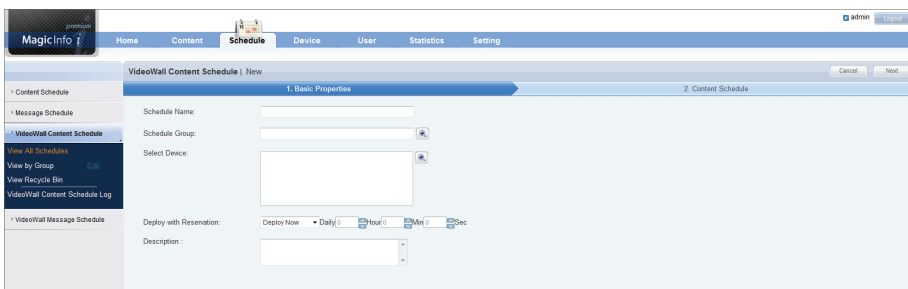 premium
MagicInfo i
admin
Logout
Home Content Schedule Device User Statistics Setting
VideoWall Content Schedule | New
Cancel Next
1. Basic Properties
2. Content Schedule
Content Schedule
Message Schedule
VideoWall Content Schedule
View All Schedules
View by Group Edit
View Recycle Bin
VideoWall Content Schedule Log
VideoWall Message Schedule
Schedule Name:
Schedule Group:
Select Device:
Deploy with Reservation: Deploy Now Daily 0 Hour 0 Min 0 Sec
Description :